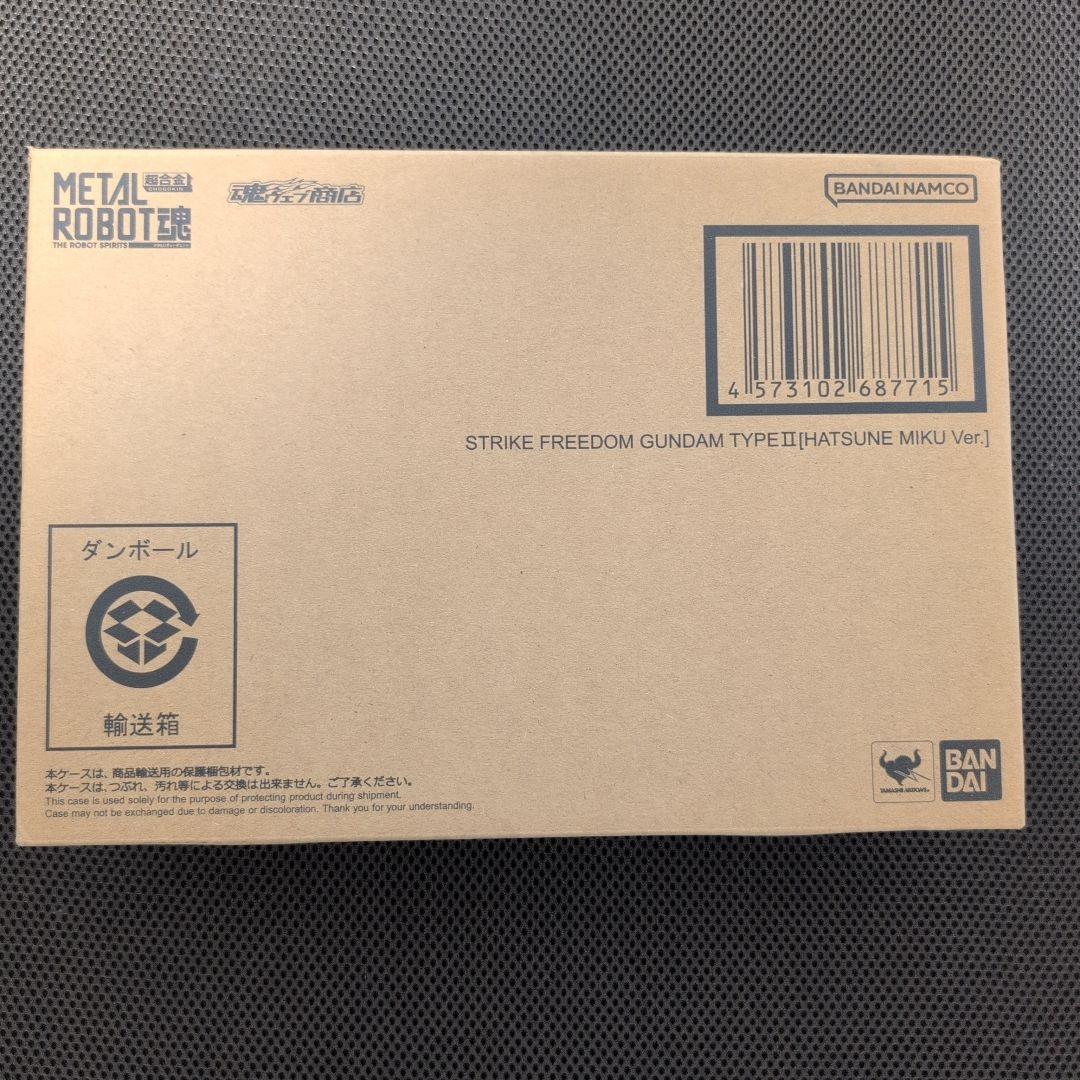 METAL 超合金
CHOGOKIN
ROBOT魂
THE ROBOT SPIRITS
魂ウェブ商店
BANDAI NAMCO
4 573102 687715
STRIKE FREEDOM GUNDAM TYPEⅡ[HATSUNE MIKU Ver.]
ダンボール
輸送箱
本ケースは、商品輸送用の保護梱包材です。
本ケースは、つぶれ、汚れ等による交換は出来ません。ご了承ください。
This case is used solely for the purpose of protecting product during shipment.
Case may not be exchanged due to damage or discoloration. Thank you for your understanding.
TAMASHII NATIONS
BAN
DAI